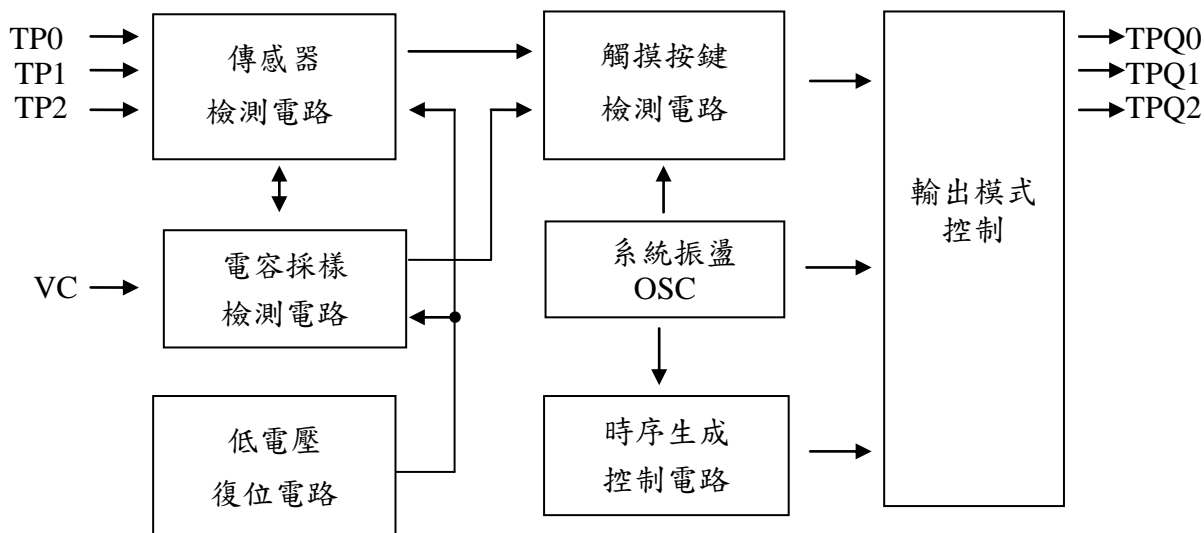 TP0
TP1
TP2
傳感器
檢測電路
觸摸按鍵
檢測電路
TPQ0
TPQ1
TPQ2
輸出模式
控制
VC
電容採樣
檢測電路
系統振盪
OSC
低電壓
復位電路
時序生成
控制電路